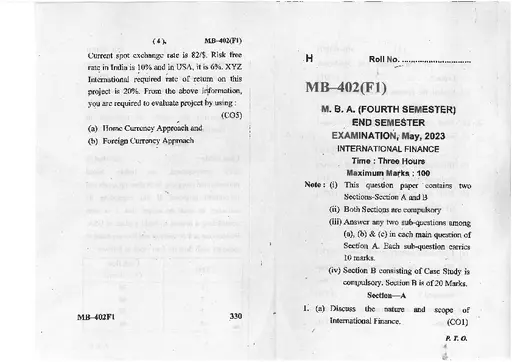 ( 4 ) MB-402(F1)
Current spot exchange rate is 82/$. Risk free
rate in India is 10% and in USA, it is 6%. XYZ
International required rate of return on this
project is 20%. From the above information,
you are required to evaluate project by using :
(CO5)
(a) Home Currency Approach and
(b) Foreign Currency Approach
MB-402F1 330
H Roll No. ..............................
MB-402(F1)
M. B. A. (FOURTH SEMESTER)
END SEMESTER
EXAMINATION, May, 2023
INTERNATIONAL FINANCE
Time : Three Hours
Maximum Marks : 100
Note : (i) This question paper contains two
Sections-Section A and B
(ii) Both Sections are compulsory
(iii) Answer any two sub-questions among
(a), (b) & (c) in each main question of
Section A. Each sub-question carries
10 marks.
(iv) Section B consisting of Case Study is
compulsory. Section B is of 20 Marks.
Section—A
1. (a) Discuss the nature and scope of
International Finance. (CO1)
P. T. O.